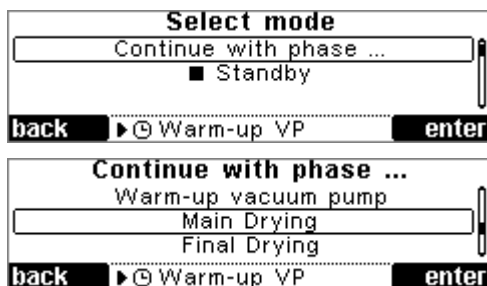 Select mode
Continue with phase ...
■ Standby
back ▶ Warm-up VP enter
Continue with phase ...
Warm-up vacuum pump
Main Drying
Final Drying
back ▶ Warm-up VP enter